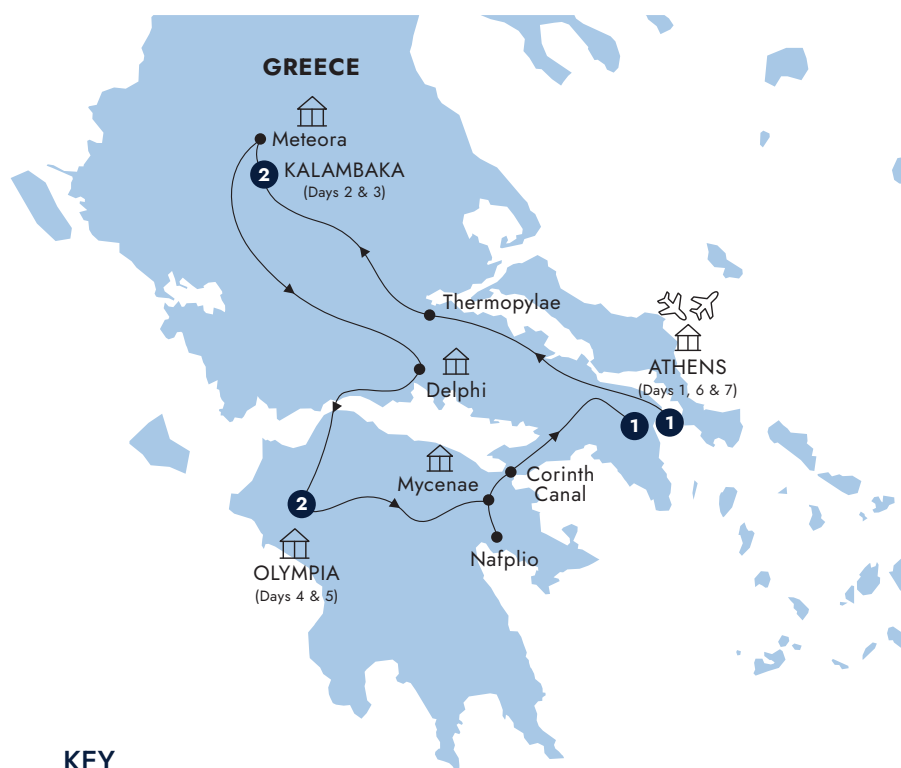 GREECE
Meteora
2
KALAMBAKA
(Days 2 & 3)
Thermopylae
ATHENS
(Days 1, 6 & 7)
Delphi
1
1
Mycenae
Corinth
Canal
2
Nafplio
OLYMPIA
(Days 4 & 5)
KEY